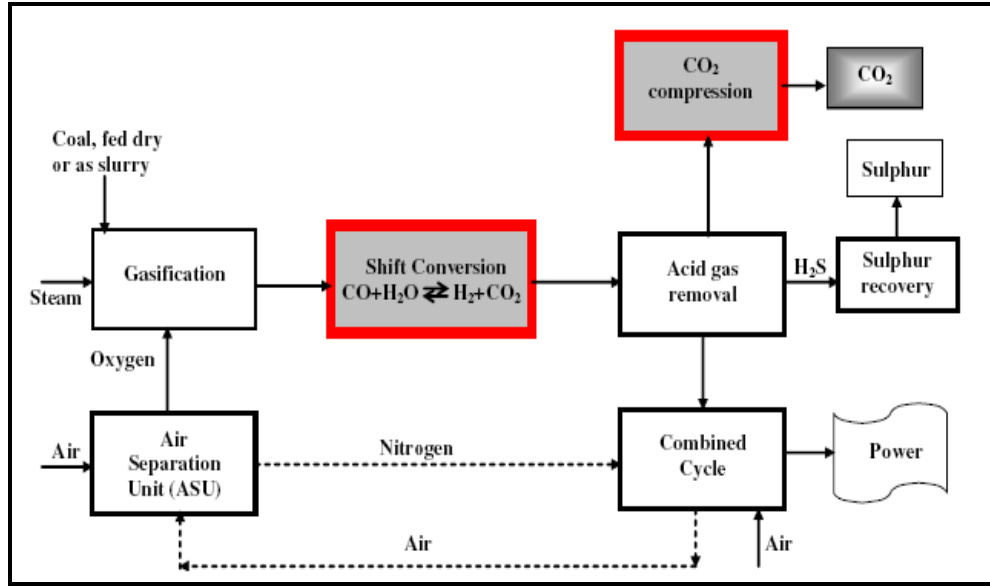 CO₂
compression
CO₂
Coal, fed dry
or as slurry
Sulphur
Gasification
Shift Conversion
CO+H₂O ⇄ H₂+CO₂
Acid gas
removal
H₂S
Sulphur
recovery
Steam
Oxygen
Air
Air
Separation
Unit (ASU)
Nitrogen
Combined
Cycle
Power
Air
Air